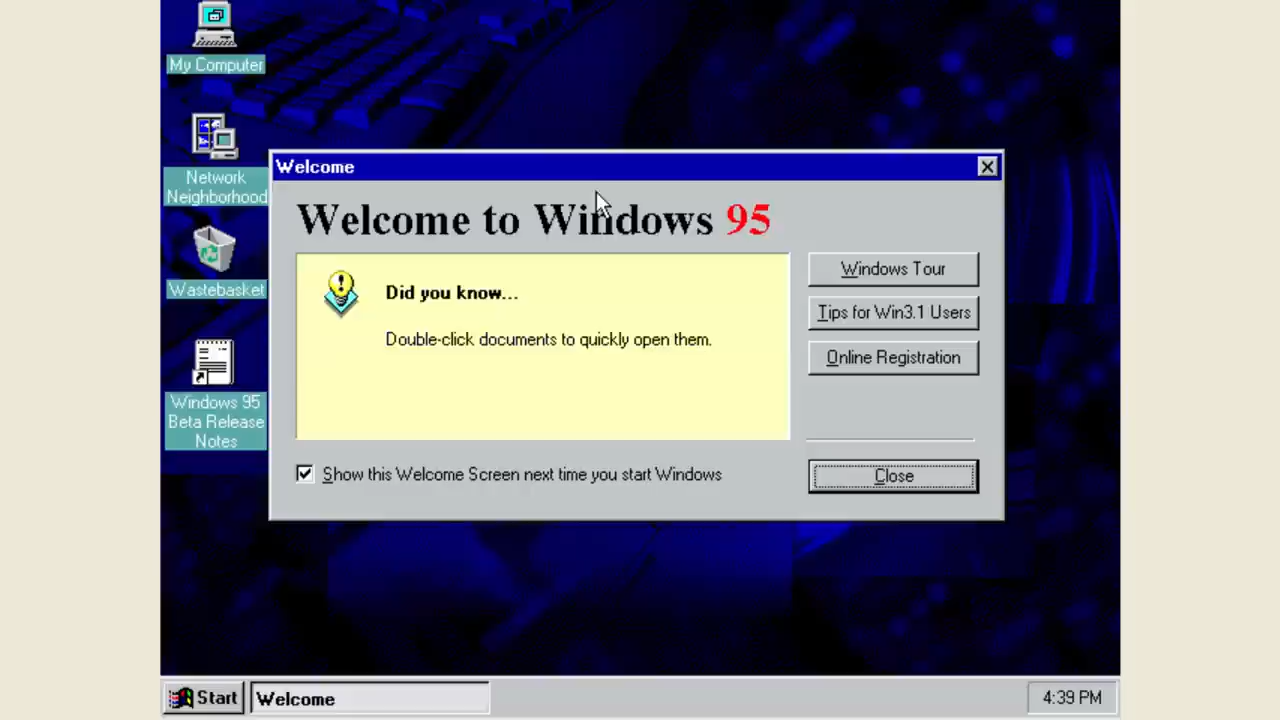 My Computer
Network
Neighborhood
Wastebasket
Windows 95
Beta Release
Notes
Welcome
Welcome to Windows 95
Did you know...
Double-click documents to quickly open them.
Windows Tour
Tips for Win3.1 Users
Online Registration
Show this Welcome Screen next time you start Windows
Close
Start
Welcome
4:39 PM